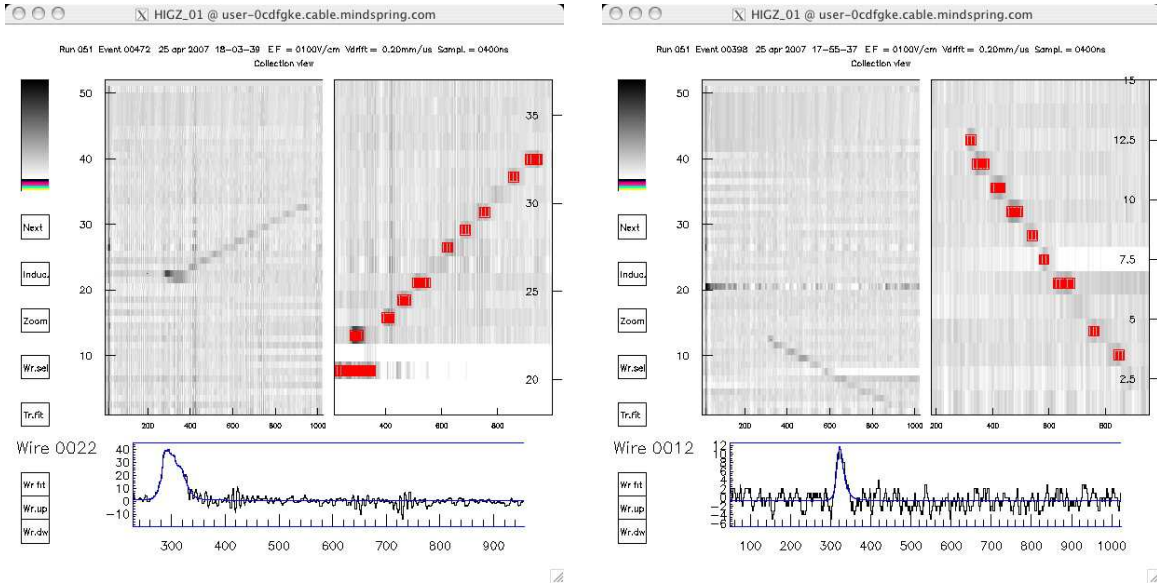 HIGZ_01 @ user-0cdfgke.cable.mindspring.com
Run 051 Event 00472 25 apr 2007 18-03-39 EF = 0100V/cm Vdrift = 0.20mm/us Sampl. = 0400ns
Collection view
50
40
30
20
10
200 400 600 800 1000
35
30
25
20
400 600 800
Next
Induc.
Zoom
Wr.sel
Tr.fit
Wire 0022
40
30
20
10
0
-10
300 400 500 600 700 800 900
Wr fit
Wr.up
Wr.dw
HIGZ_01 @ user-0cdfgke.cable.mindspring.com
Run 051 Event 00398 25 apr 2007 17-55-37 EF = 0100V/cm Vdrift = 0.20mm/us Sampl. = 0400ns
Collection view
50
40
30
20
10
200 400 600 800 1000
15
12.5
10
7.5
5
2.5
200 400 600 800
Next
Induc.
Zoom
Wr.sel
Tr.fit
Wire 0012
12
10
8
6
4
2
0
-2
-4
-6
100 200 300 400 500 600 700 800 900 1000
Wr fit
Wr.up
Wr.dw